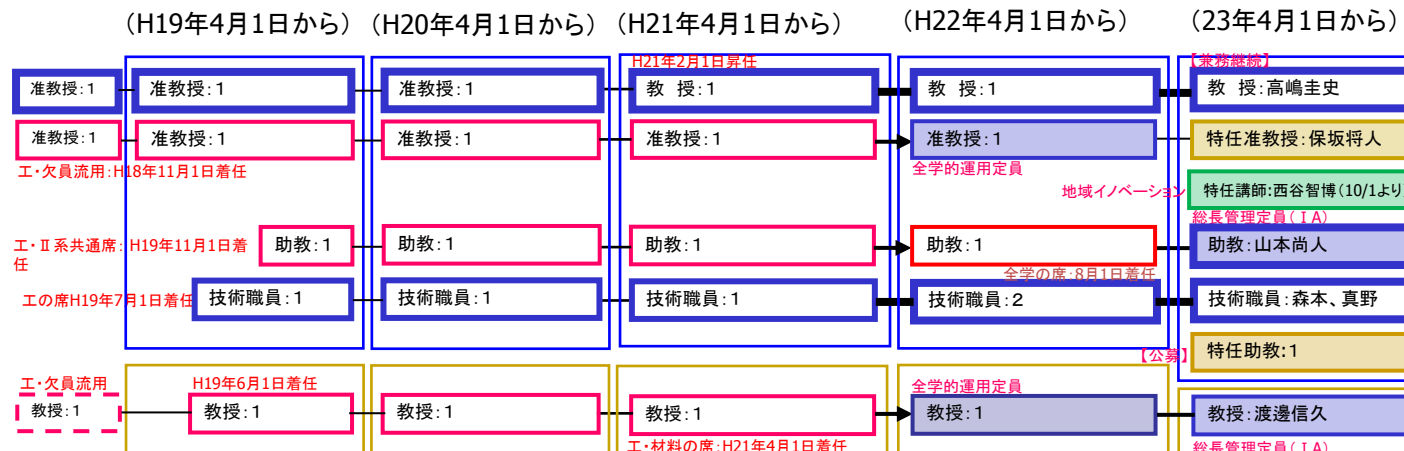 (H19年4月1日から) (H20年4月1日から) (H21年4月1日から) (H22年4月1日から) (23年4月1日から)
H21年2月1日昇任 【兼務継続】
准教授:1 准教授:1 准教授:1 教 授:1 教 授:1 教 授:高嶋圭史
准教授:1 准教授:1 准教授:1 准教授:1 准教授:1 特任准教授:保坂将人
工・欠員流用:H18年11月1日着任 全学的運用定員
地域イノベーション 特任講師:西谷智博(10/1より)
総長管理定員(IA)
工・Ⅱ系共通席: H19年11月1日着
任
助教:1 助教:1 助教:1 助教:1 助教:山本尚人
全学の席:8月1日着任
工の席H19年7月1日着任 技術職員:1 技術職員:1 技術職員:1 技術職員:2 技術職員:森本、真野
【公募】 特任助教:1
工・欠員流用 H19年6月1日着任 全学的運用定員
教授:1 教授:1 教授:1 教授:1 教授:1 教授:渡邊信久
工・材料の席:H21年4月1日着任 総長管理定員(IA)